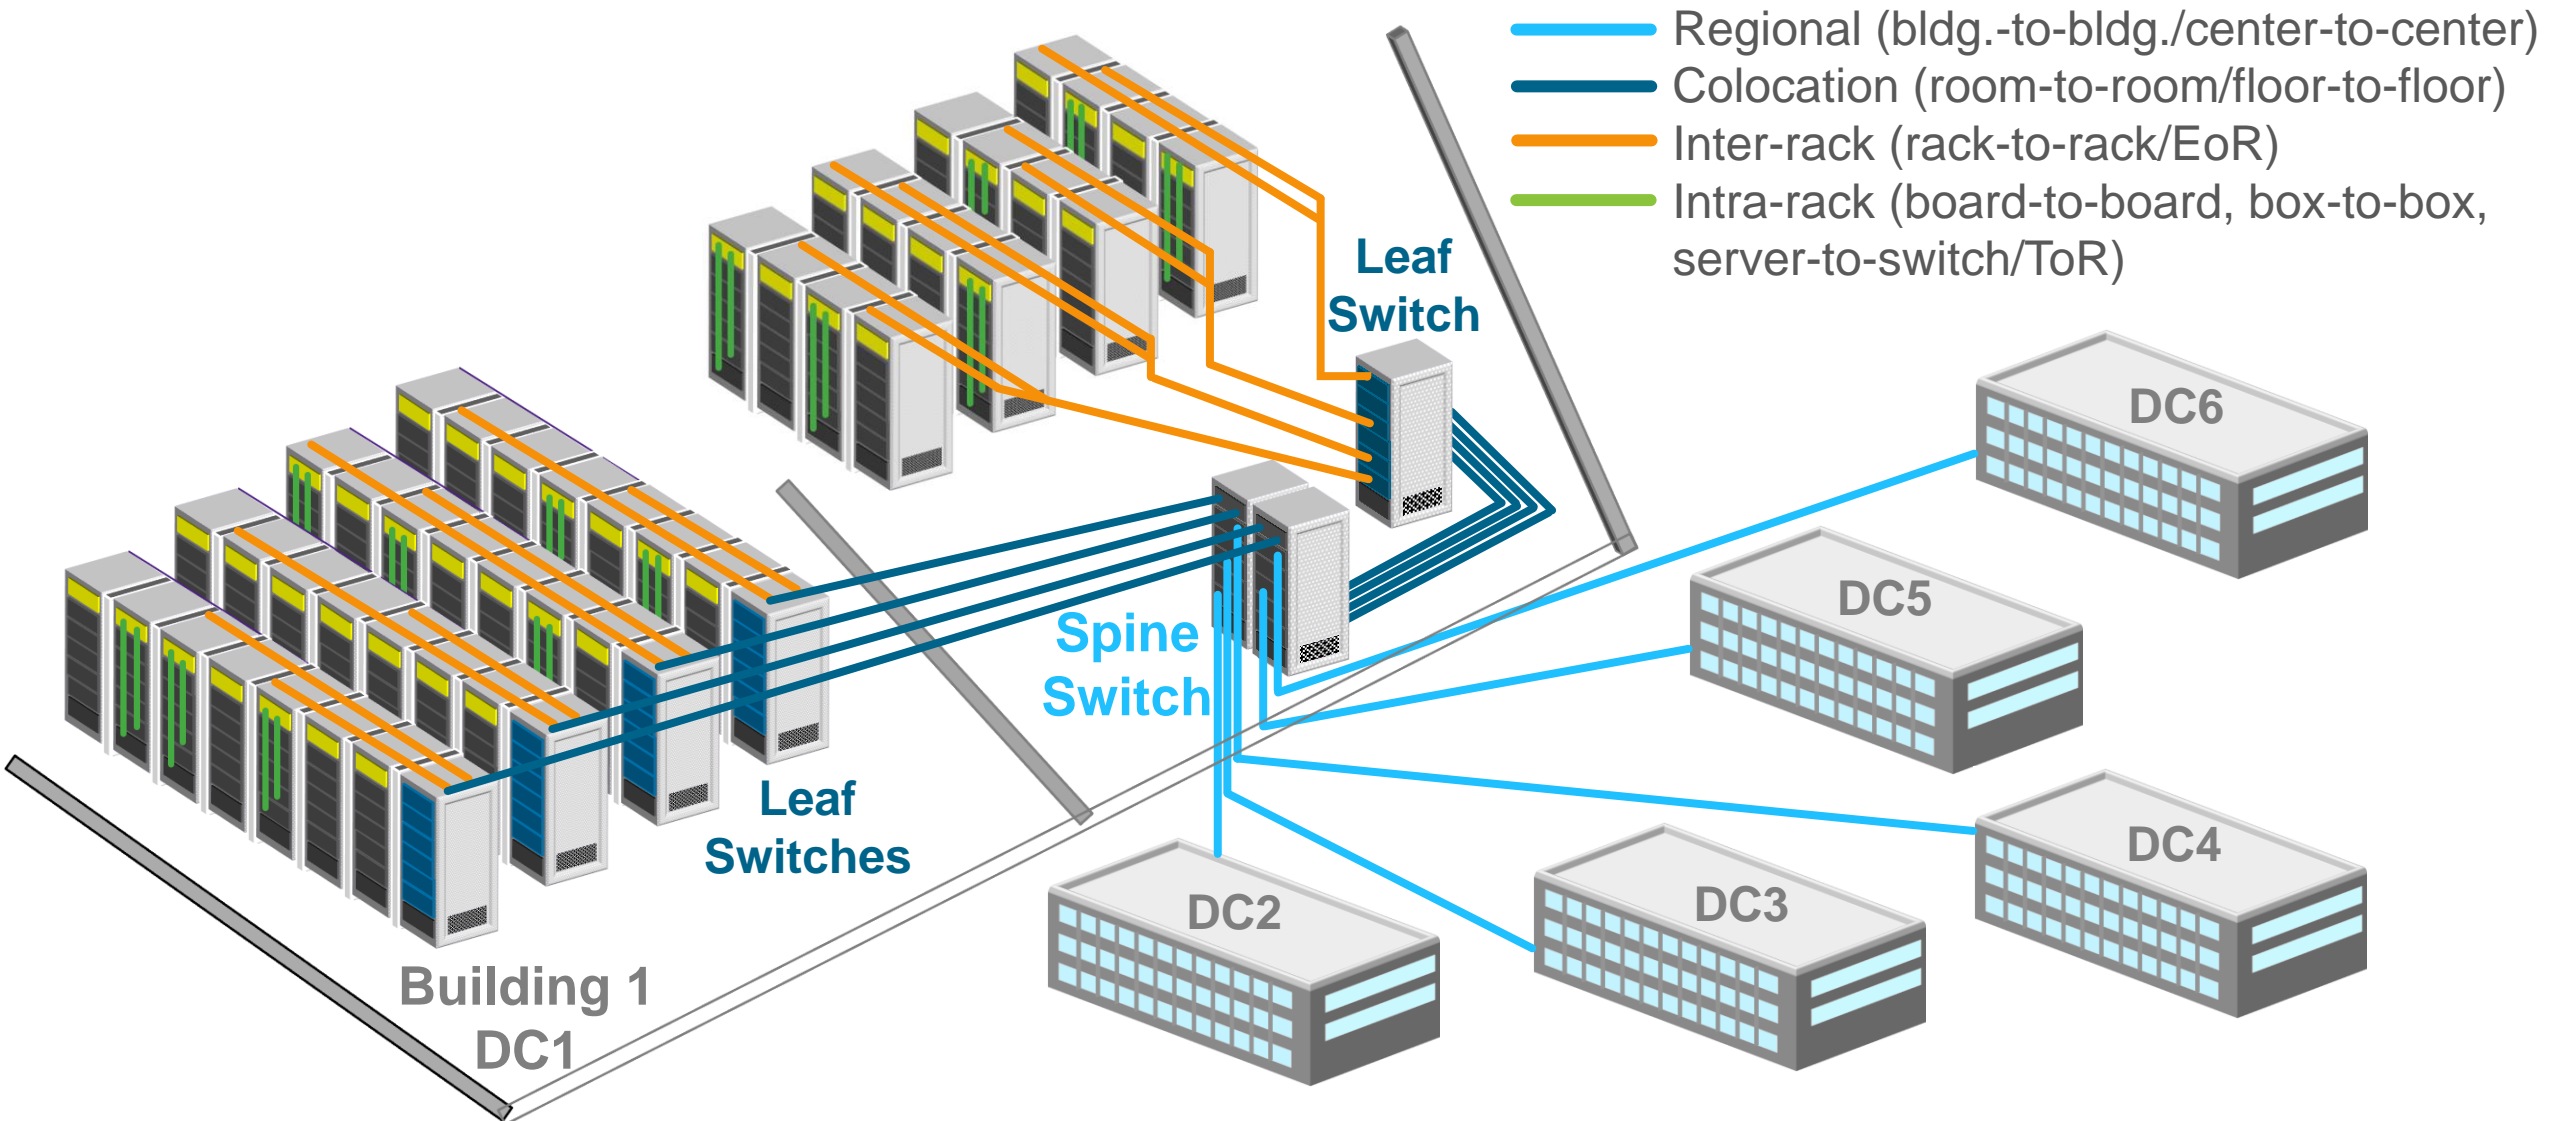 Regional (bldg.-to-bldg./center-to-center)
Colocation (room-to-room/floor-to-floor)
Inter-rack (rack-to-rack/EoR)
Intra-rack (board-to-board, box-to-box,
server-to-switch/ToR)
Leaf
Switch
DC6
DC5
Spine
Switch
Leaf
Switches
DC4
DC3
DC2
Building 1
DC1